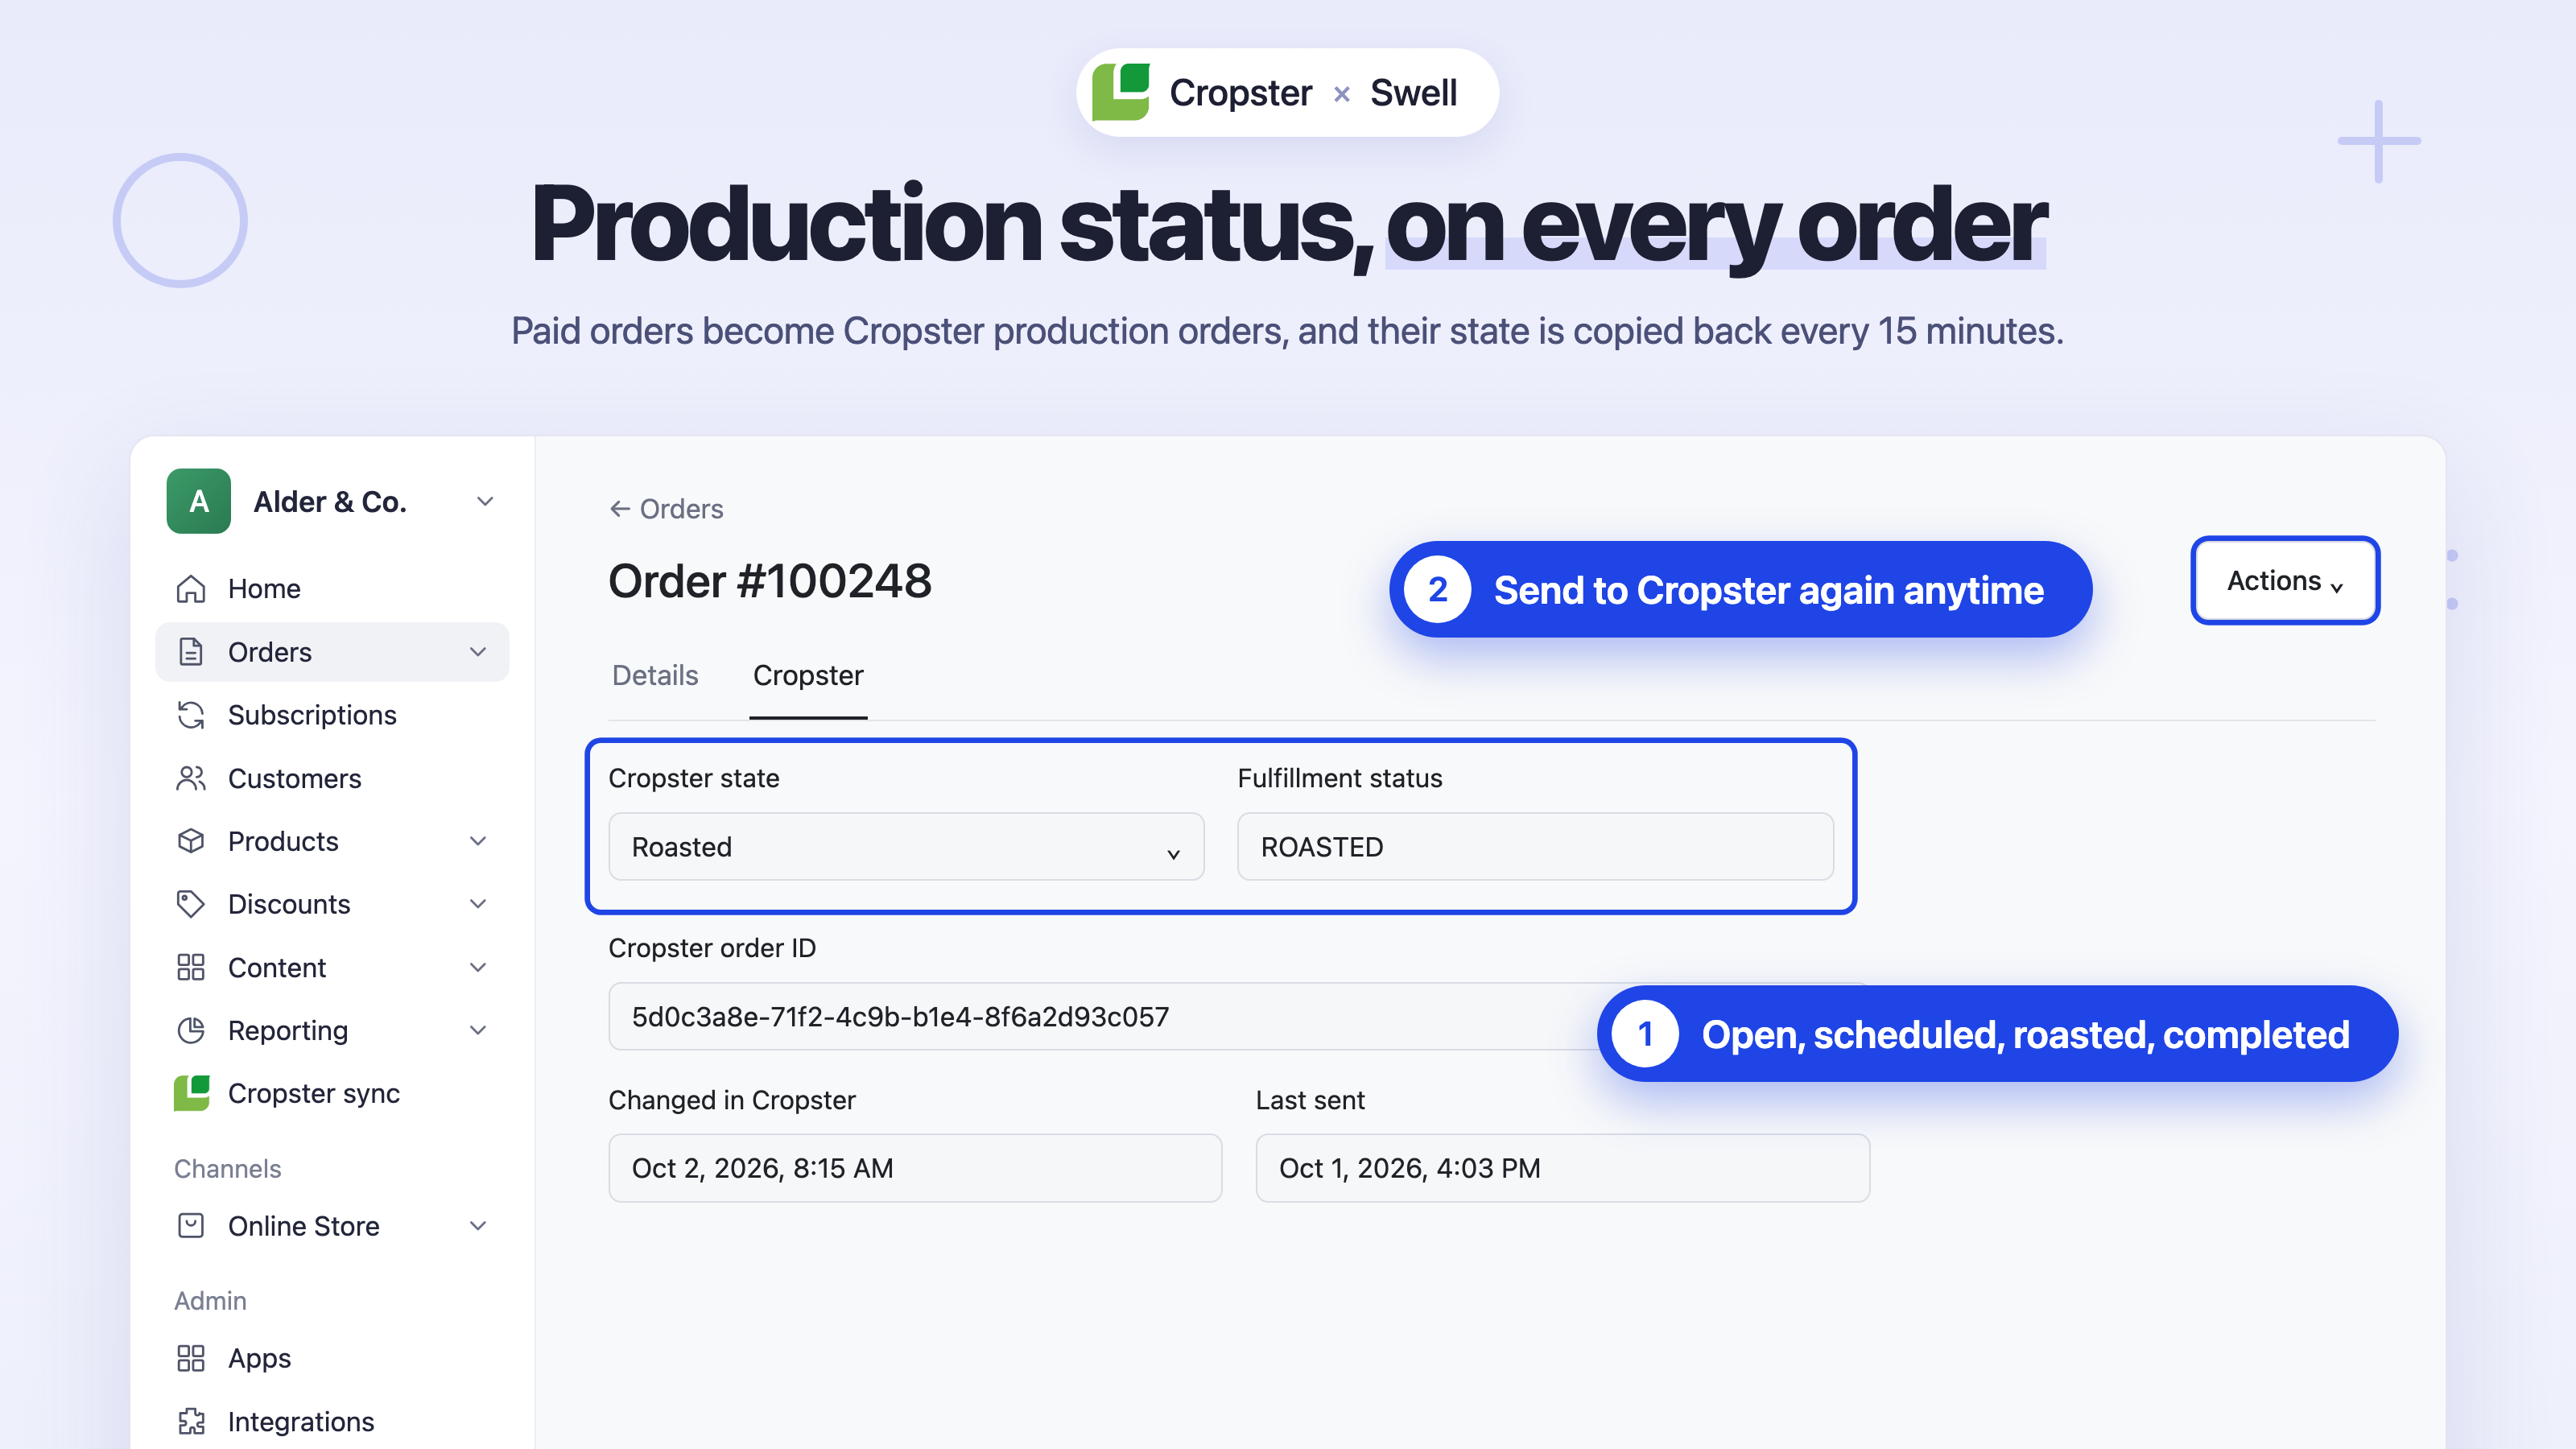 Cropster × Swell
Production status, on every order
Paid orders become Cropster production orders, and their state is copied back every 15 minutes.
A
Alder & Co.
Home
Orders
Subscriptions
Customers
Products
Discounts
Content
Reporting
Cropster sync
Channels
Online Store
Admin
Apps
Integrations
← Orders
Order #100248
2 Send to Cropster again anytime
Actions
Details Cropster
Cropster state Fulfillment status
Roasted ROASTED
Cropster order ID
5d0c3a8e-71f2-4c9b-b1e4-8f6a2d93c057
1 Open, scheduled, roasted, completed
Changed in Cropster Last sent
Oct 2, 2026, 8:15 AM Oct 1, 2026, 4:03 PM